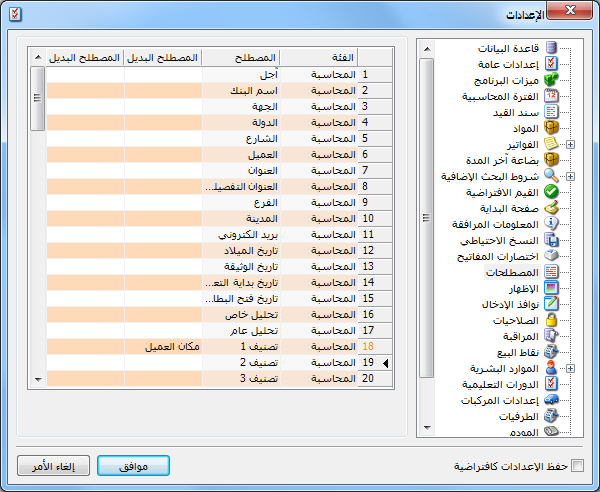 الإعدادات
قاعدة البيانات
إعدادات عامة
ميزات البرنامج
الفترة المحاسبية
سند القيد
المواد
الفواتير
بضاعة آخر المدة
شروط البحث الإضافية
القيم الافتراضية
صفحة البداية
المعلومات المرافقة
النسخ الاحتياطي
اختصارات المفاتيح
المصطلحات
الإظهار
نوافذ الإدخال
الصلاحيات
المراقبة
نقاط البيع
الموارد البشرية
الدورات التعليمية
إعدادات المركبات
الطرفيات
المودم
الفئة المصطلح المصطلح البديل المصطلح البديل
1 المحاسبة آجل
2 المحاسبة اسم البنك
3 المحاسبة الجهة
4 المحاسبة الدولة
5 المحاسبة الشارع
6 المحاسبة العميل
7 المحاسبة العنوان
8 المحاسبة العنوان التفصيلـ...
9 المحاسبة الفرع
10 المحاسبة المدينة
11 المحاسبة بريد الكتروني
12 المحاسبة تاريخ الميلاد
13 المحاسبة تاريخ الوثيقة
14 المحاسبة تاريخ بداية التعـ...
15 المحاسبة تاريخ فتح البطا...
16 المحاسبة تحليل خاص
17 المحاسبة تحليل عام
18 المحاسبة تصنيف 1 مكان العميل
19 المحاسبة تصنيف 2
20 المحاسبة تصنيف 3
حفظ الإعدادات كافتراضية
موافق
إلغاء الأمر